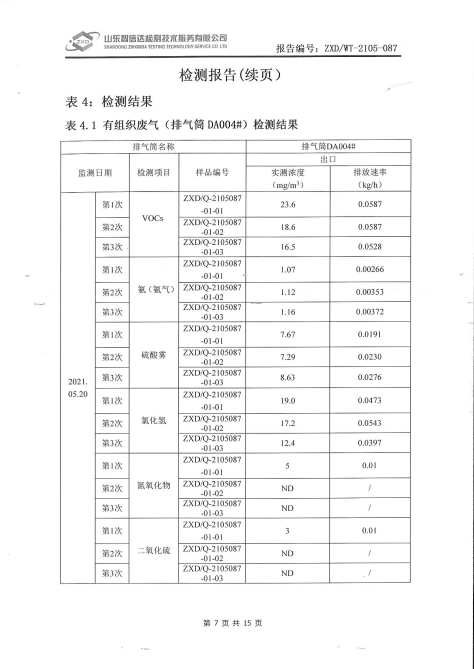 ZXD
山东智信达检测技术服务有限公司
SHANDONG ZHIXINDA TESTING TECHNOLOGY SERVICE CO. LTD
报告编号：ZXD/WT-2105-087
检测报告(续页）
表 4：检测结果
表 4.1 有组织废气（排气筒 DA004#）检测结果
排气筒名称 排气筒DA004#
监测日期 检测项目 样品编号 出口
实测浓度 排放速率
（mg/m³） （kg/h）
2021.
05.20
VOCs
第1次 ZXD/Q-2105087-01-01 23.6 0.0587
第2次 ZXD/Q-2105087-01-02 18.6 0.0587
第3次 ZXD/Q-2105087-01-03 16.5 0.0528
氨（氨气）
第1次 ZXD/Q-2105087-01-01 1.07 0.00266
第2次 ZXD/Q-2105087-01-02 1.12 0.00353
第3次 ZXD/Q-2105087-01-03 1.16 0.00372
硫酸雾
第1次 ZXD/Q-2105087-01-01 7.67 0.0191
第2次 ZXD/Q-2105087-01-02 7.29 0.0230
第3次 ZXD/Q-2105087-01-03 8.63 0.0276
氯化氢
第1次 ZXD/Q-2105087-01-01 19.0 0.0473
第2次 ZXD/Q-2105087-01-02 17.2 0.0543
第3次 ZXD/Q-2105087-01-03 12.4 0.0397
氮氧化物
第1次 ZXD/Q-2105087-01-01 5 0.01
第2次 ZXD/Q-2105087-01-02 ND /
第3次 ZXD/Q-2105087-01-03 ND /
二氧化硫
第1次 ZXD/Q-2105087-01-01 3 0.01
第2次 ZXD/Q-2105087-01-02 ND /
第3次 ZXD/Q-2105087-01-03 ND /
第 7 页 共 15 页